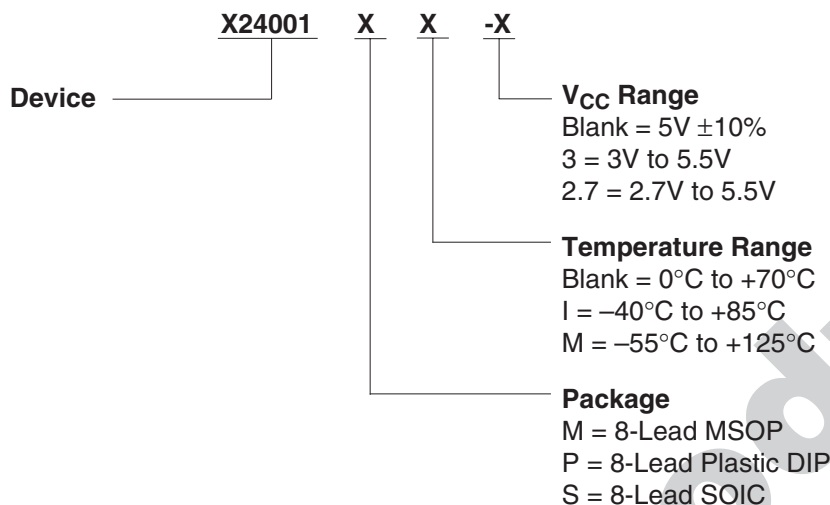 X24001 X X -X
Device
VCC Range
Blank = 5V ±10%
3 = 3V to 5.5V
2.7 = 2.7V to 5.5V
Temperature Range
Blank = 0°C to +70°C
I = –40°C to +85°C
M = –55°C to +125°C
Package
M = 8-Lead MSOP
P = 8-Lead Plastic DIP
S = 8-Lead SOIC